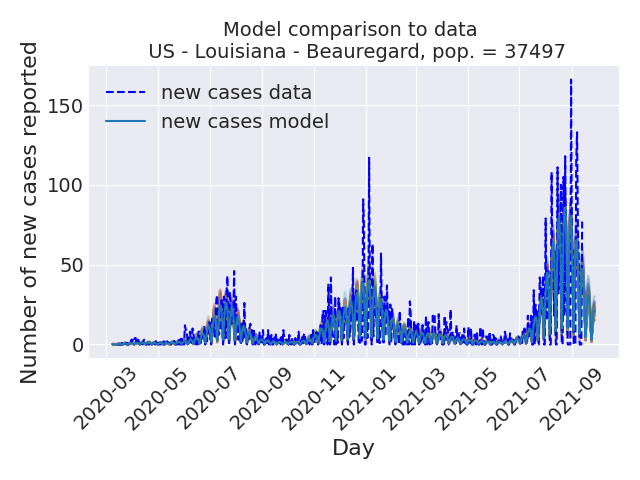 Model comparison to data
US - Louisiana - Beauregard, pop. = 37497
Number of new cases reported
150
100
50
0
new cases data
new cases model
2020-03
2020-05
2020-07
2020-09
2020-11
2021-01
2021-03
2021-05
2021-07
2021-09
Day